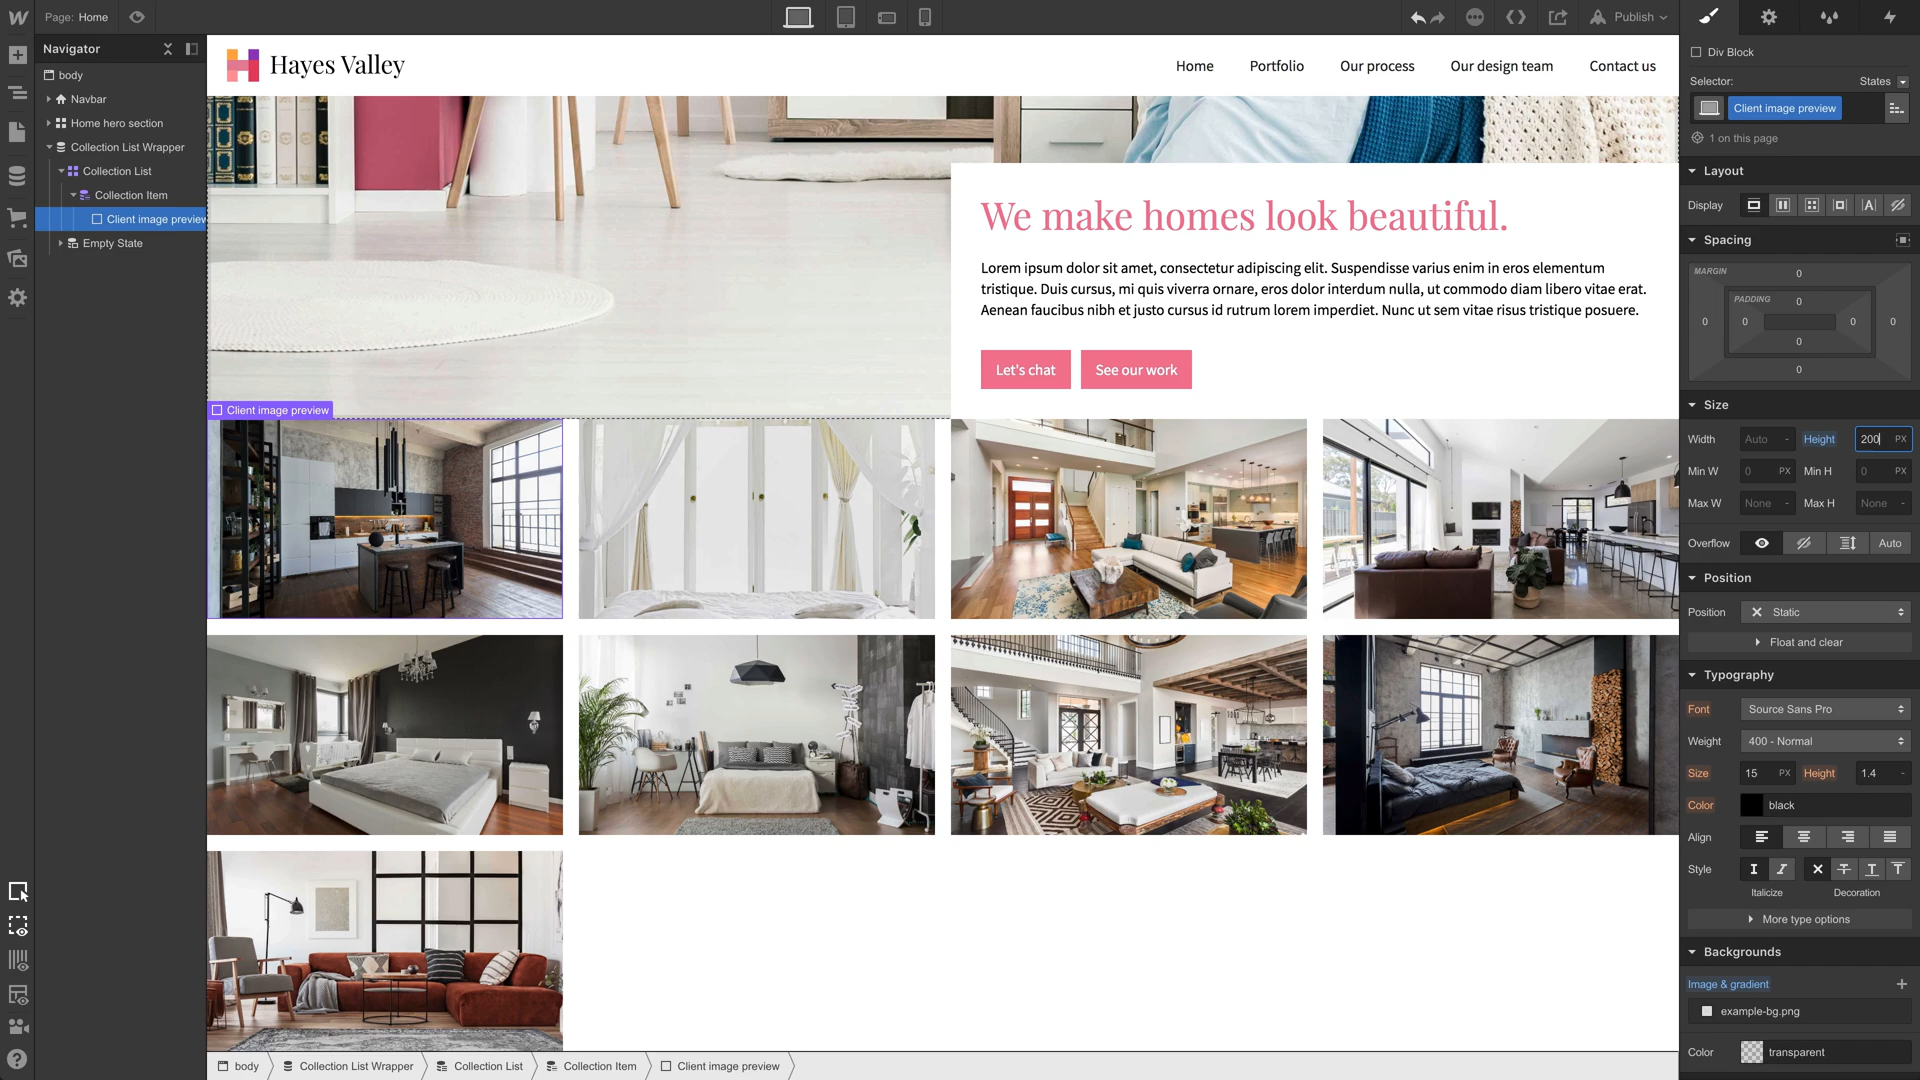 Page: Home
Publish
Navigator
body
Navbar
Home hero section
Collection List Wrapper
Collection List
Collection Item
Client image preview
Empty State
Hayes Valley
Home
Portfolio
Our process
Our design team
Contact us
We make homes look beautiful.
Lorem ipsum dolor sit amet, consectetur adipiscing elit. Suspendisse varius enim in eros elementum
tristique. Duis cursus, mi quis viverra ornare, eros dolor interdum nulla, ut commodo diam libero vitae erat.
Aenean faucibus nibh et justo cursus id rutrum lorem imperdiet. Nunc ut sem vitae risus tristique posuere.
Let's chat
See our work
Client image preview
body
Collection List Wrapper
Collection List
Collection Item
Client image preview
Div Block
Selector:
States
Client image preview
1 on this page
Layout
Display
Spacing
MARGIN
0
PADDING
0
0
0
0
0
0
0
Size
Width Auto - Height 200 PX
Min W 0 PX Min H 0 PX
Max W None - Max H None -
Overflow Auto
Position
Position Static
Float and clear
Typography
Font Source Sans Pro
Weight 400 - Normal
Size 15 PX Height 1.4 -
Color black
Align
Style
Italicize Decoration
More type options
Backgrounds
Image & gradient
example-bg.png
Color transparent